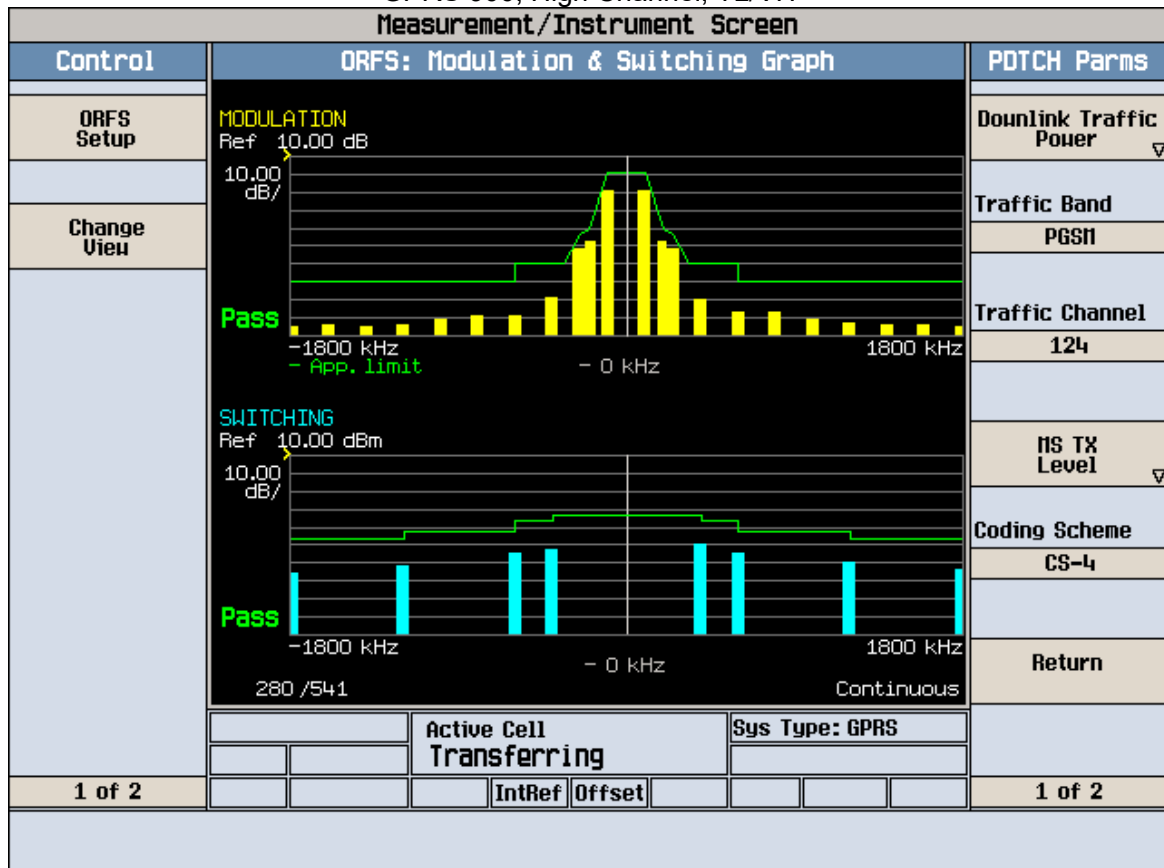 Measurement/Instrument Screen
Control
ORFS: Modulation & Switching Graph
PDTCH Parms
ORFS
Setup
Change
View
1 of 2
MODULATION
Ref 10.00 dB
10.00
dB/
Pass
-1800 kHz
1800 kHz
- App. limit
- 0 kHz
SWITCHING
Ref 10.00 dBm
10.00
dB/
Pass
-1800 kHz
1800 kHz
- 0 kHz
280 /541
Continuous
Active Cell
Transferring
Sys Type: GPRS
IntRef
Offset
Downlink Traffic
Power
Traffic Band
PGSM
Traffic Channel
124
MS TX
Level
Coding Scheme
CS-4
Return
1 of 2